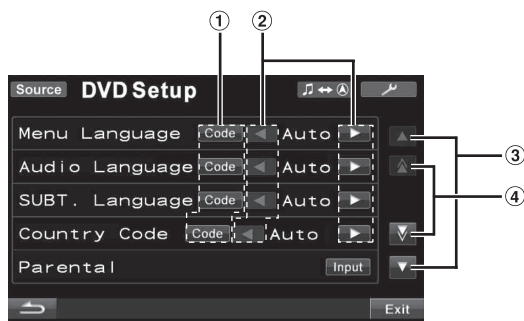 ① ②
Source DVD Setup
Menu Language Code Auto
Audio Language Code Auto
SUBT. Language Code Auto
Country Code Code Auto
Parental Input
③
④
Exit